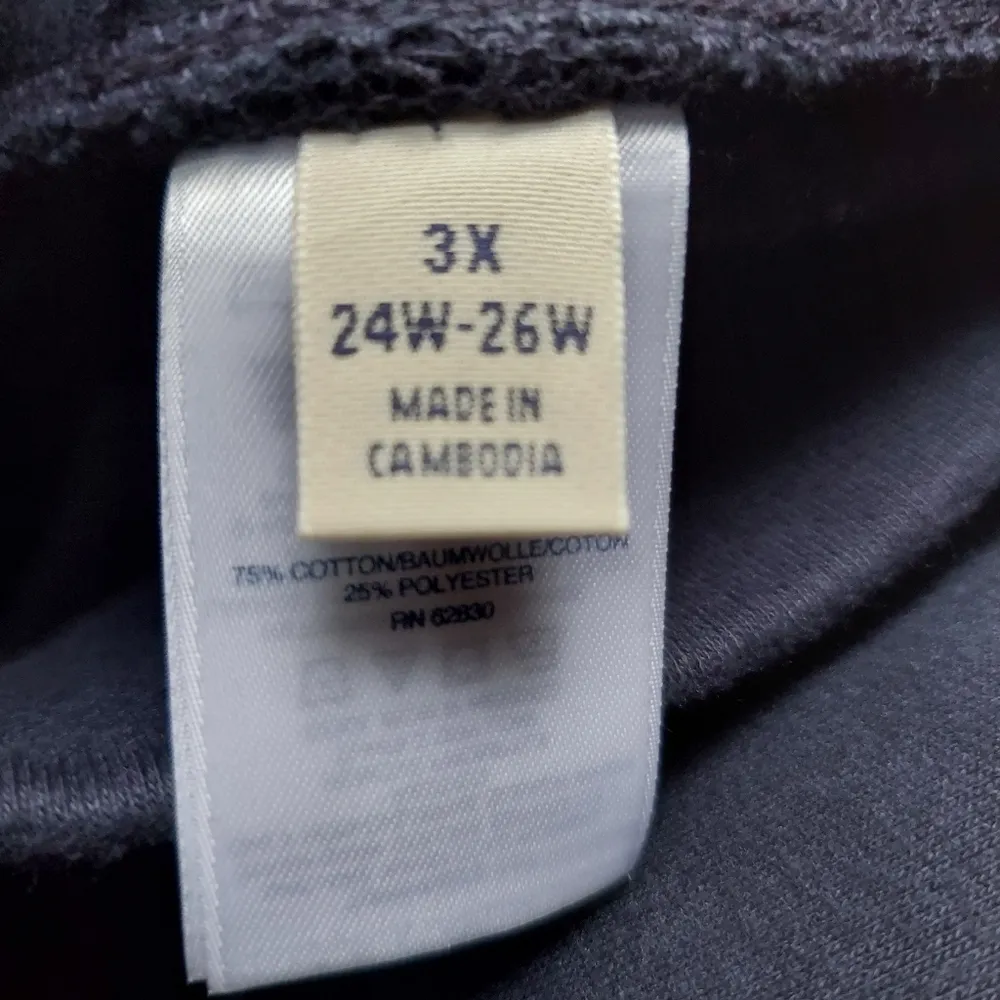 3X
24W-26W
MADE IN
CAMBODIA
75% COTTON/BAUMWOLLE/COTON
25% POLYESTER
RN 62830